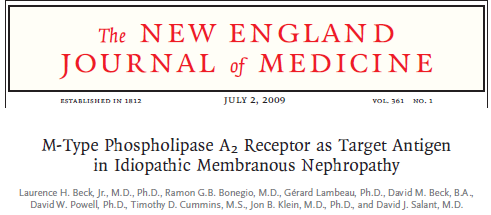 The NEW ENGLAND
JOURNAL of MEDICINE
ESTABLISHED IN 1812 JULY 2, 2009 VOL. 361 NO. 1
M-Type Phospholipase A₂ Receptor as Target Antigen
in Idiopathic Membranous Nephropathy
Laurence H. Beck, Jr., M.D., Ph.D., Ramon G.B. Bonegio, M.D., Gérard Lambeau, Ph.D., David M. Beck, B.A.,
David W. Powell, Ph.D., Timothy D. Cummins, M.S., Jon B. Klein, M.D., Ph.D., and David J. Salant, M.D.